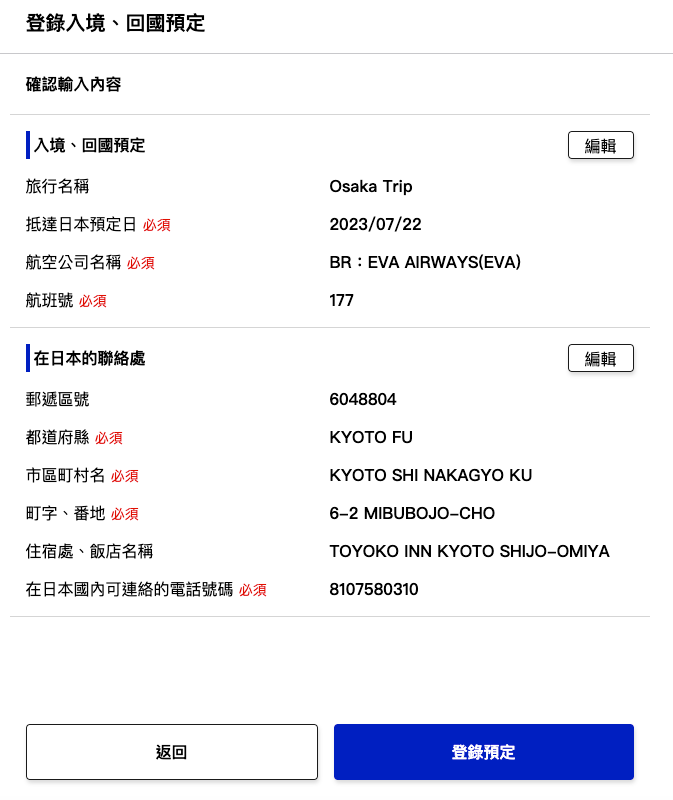 登錄入境、回國預定
確認輸入內容
入境、回國預定 編輯
旅行名稱 Osaka Trip
抵達日本預定日 必須 2023/07/22
航空公司名稱 必須 BR：EVA AIRWAYS(EVA)
航班號 必須 177
在日本的聯絡處 編輯
郵遞區號 6048804
都道府縣 必須 KYOTO FU
市區町村名 必須 KYOTO SHI NAKAGYO KU
町字、番地 必須 6-2 MIBUBOJO-CHO
住宿處、飯店名稱 TOYOKO INN KYOTO SHIJO-OMIYA
在日本國內可連絡的電話號碼 必須 8107580310
返回 登錄預定